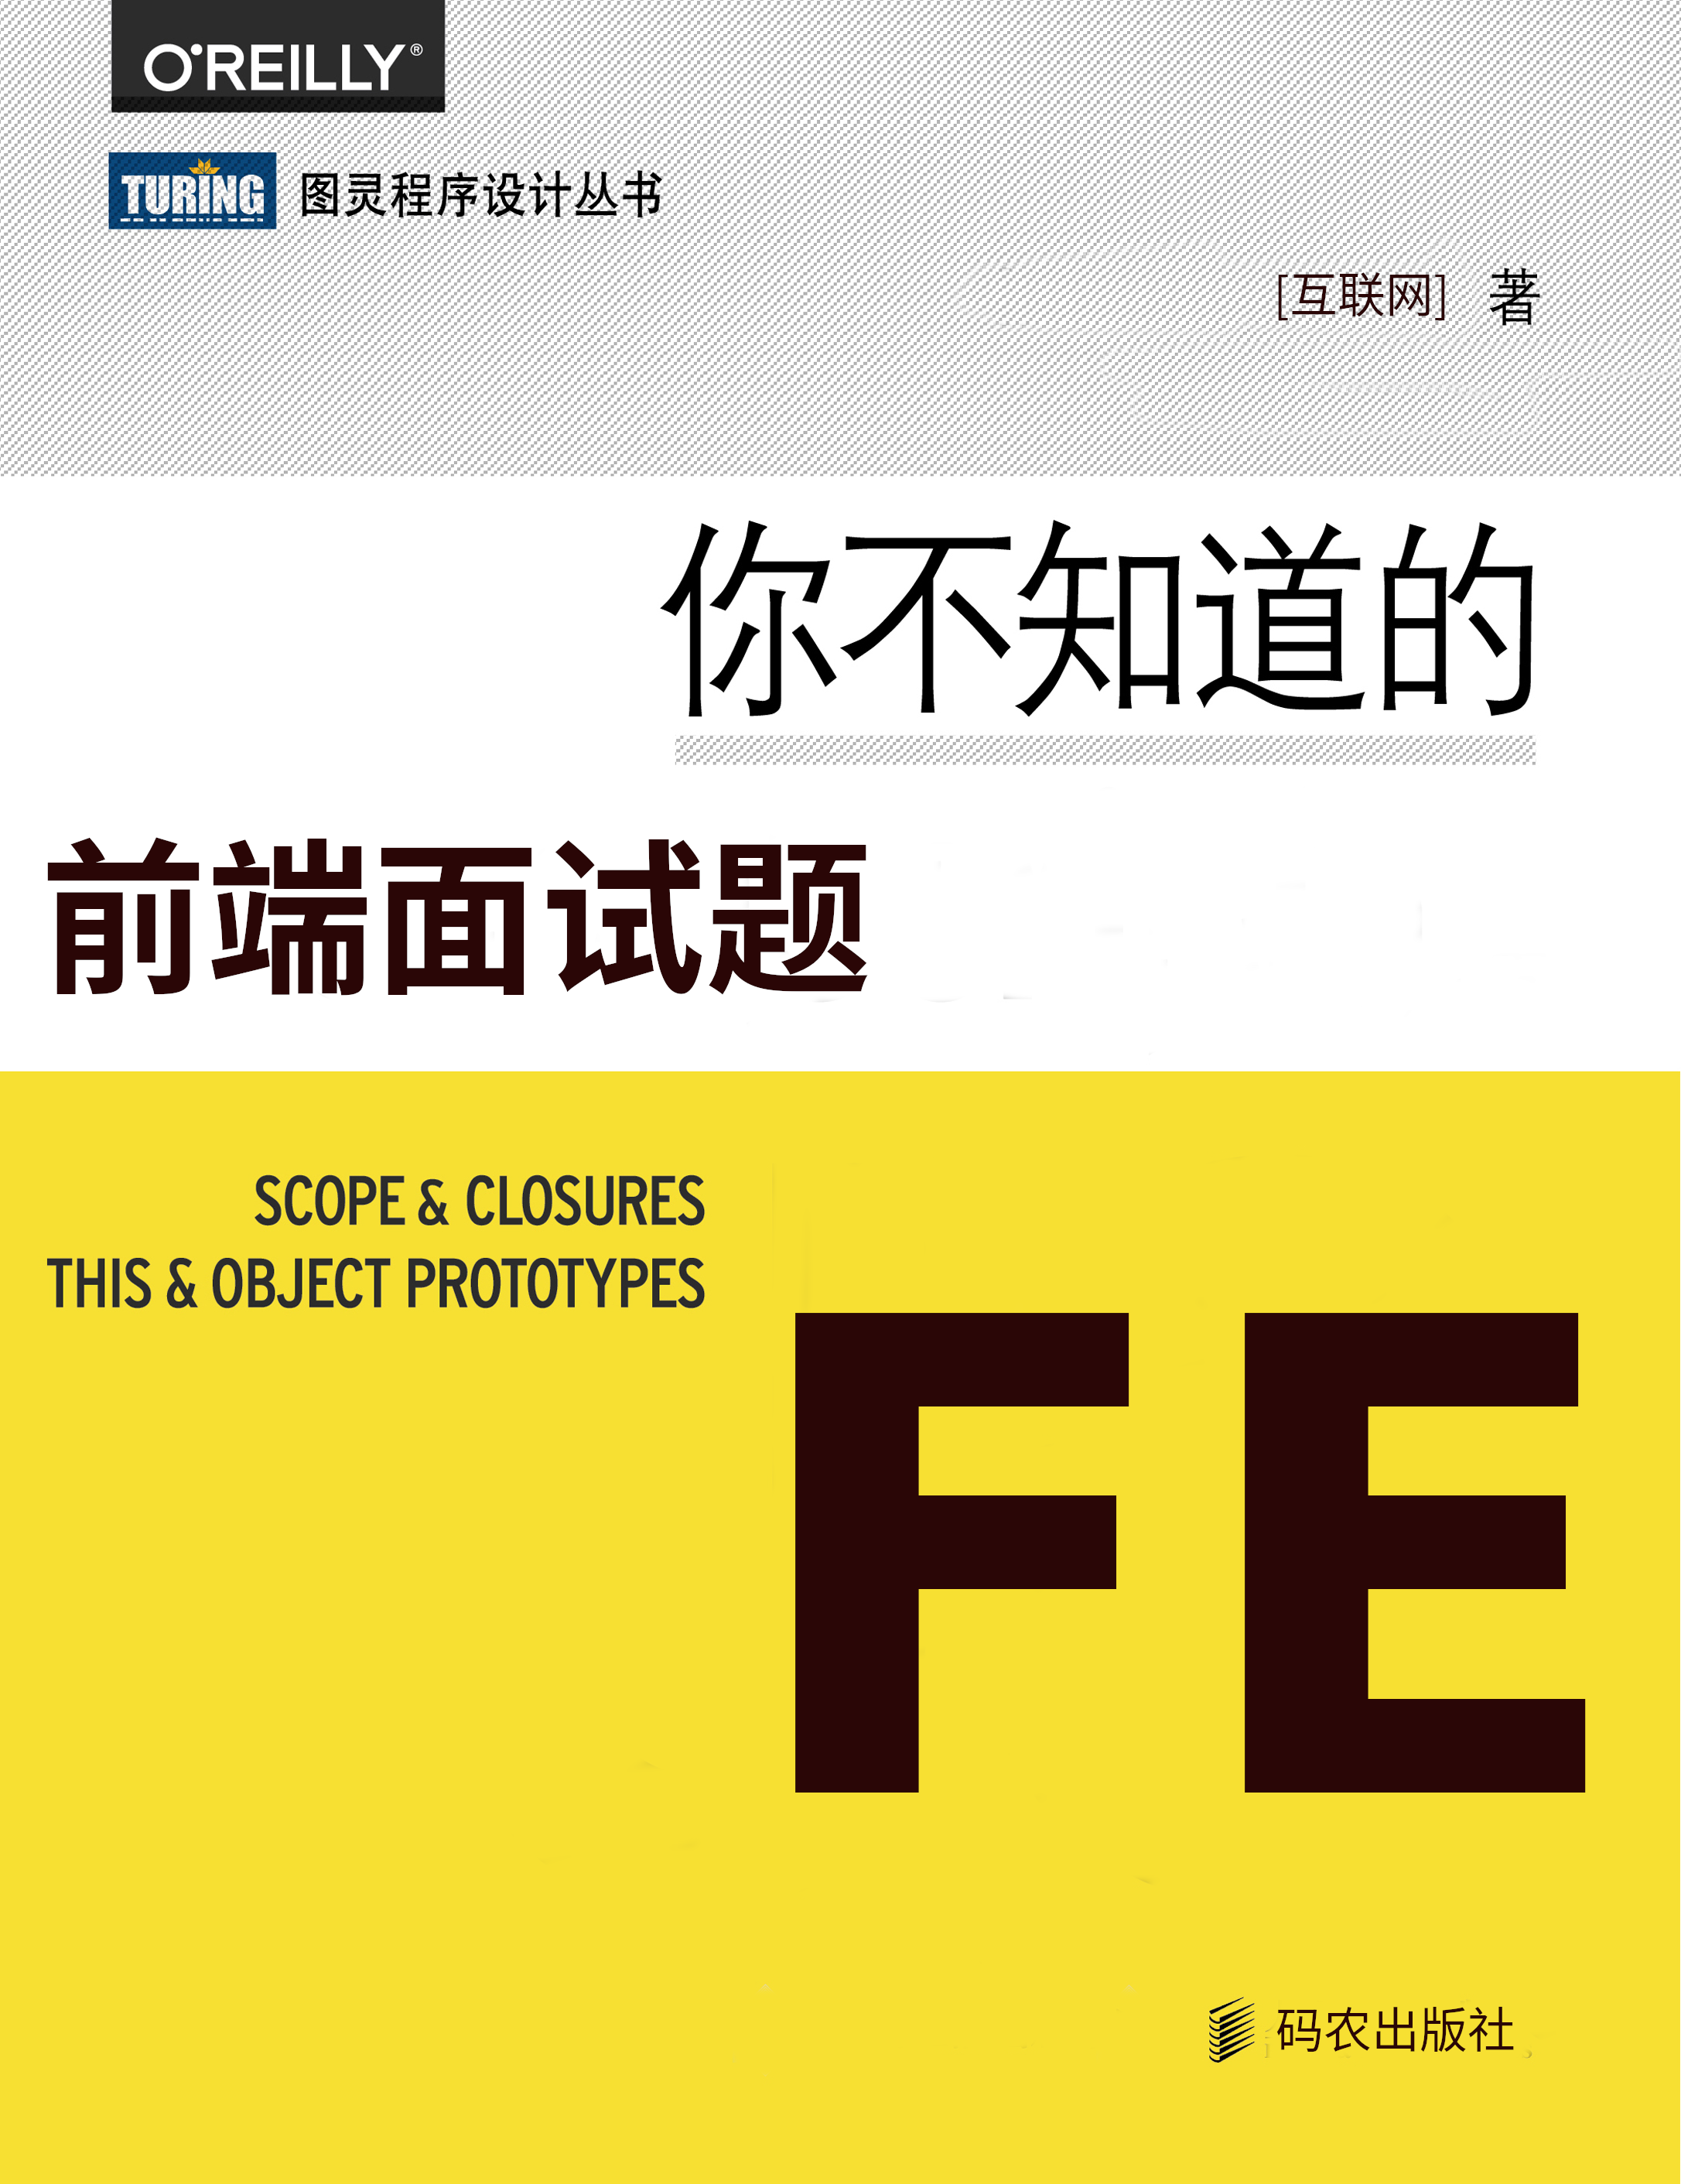 O'REILLY®
TURING 图灵程序设计丛书
[互联网] 著
你不知道的
前端面试题
SCOPE & CLOSURES
THIS & OBJECT PROTOTYPES
FE
码农出版社